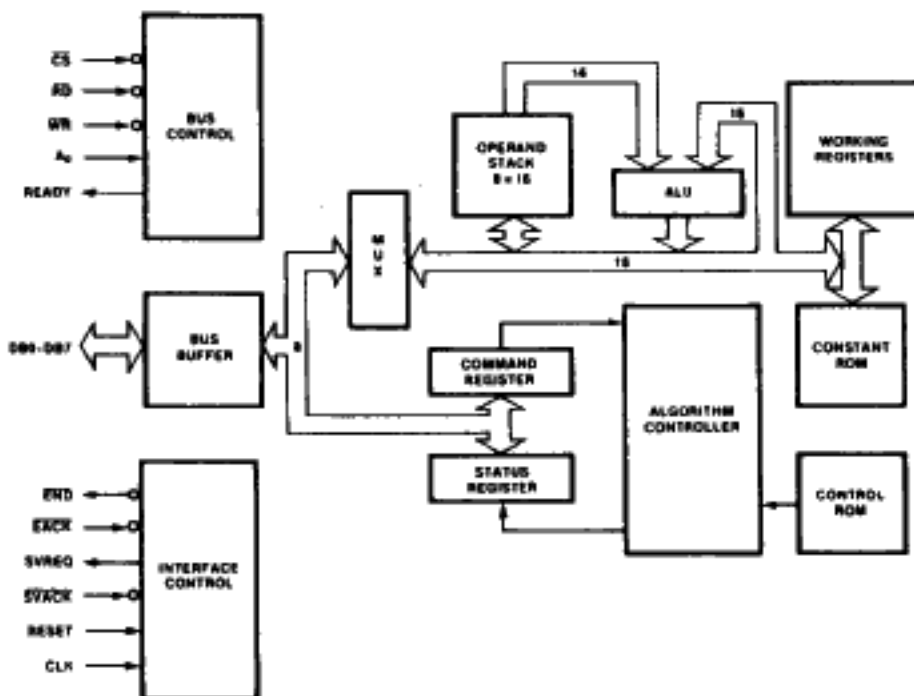 CS
RD
WR
A0
READY
BUS
CONTROL
OPERAND
STACK
8 × 16
16
16
ALU
WORKING
REGISTERS
MUX
16
DB0-DB7
BUS
BUFFER
8
COMMAND
REGISTER
STATUS
REGISTER
ALGORITHM
CONTROLLER
CONSTANT
ROM
CONTROL
ROM
END
EACK
SVREQ
SVACK
RESET
CLK
INTERFACE
CONTROL